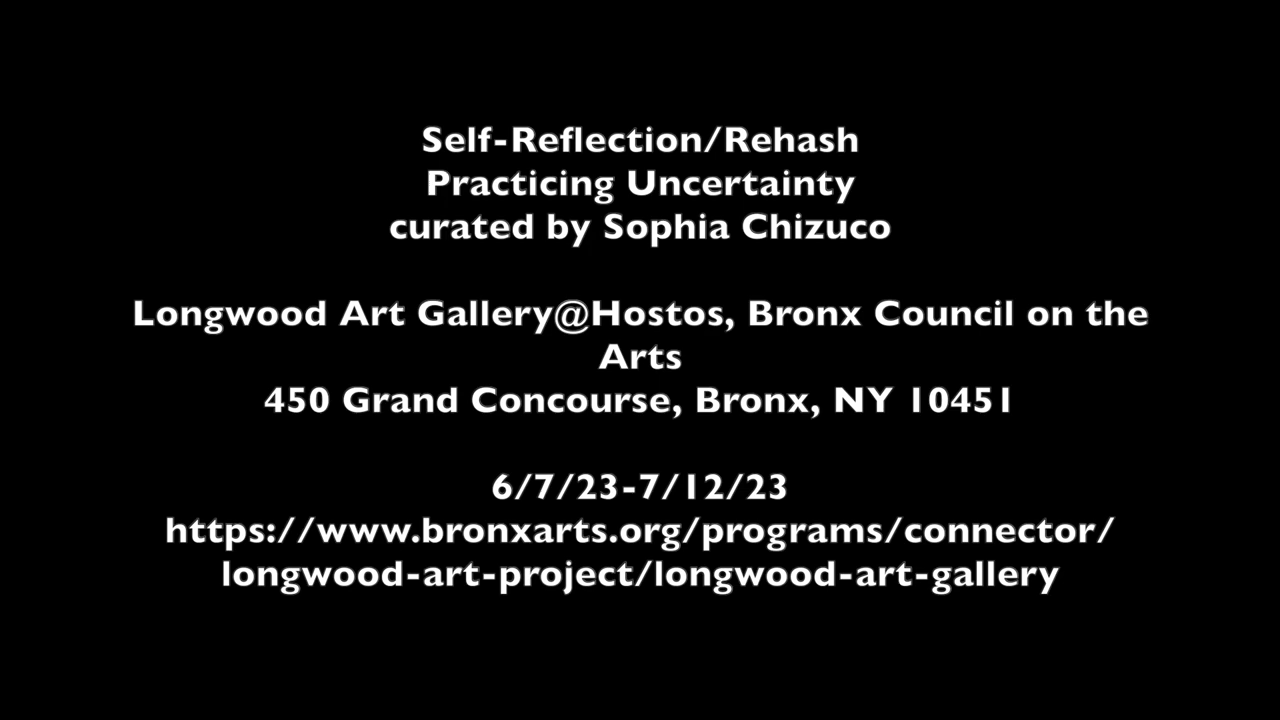 Self-Reflection/Rehash
Practicing Uncertainty
curated by Sophia Chizuco
Longwood Art Gallery@Hostos, Bronx Council on the
Arts
450 Grand Concourse, Bronx, NY 10451
6/7/23-7/12/23
https://www.bronxarts.org/programs/connector/
longwood-art-project/longwood-art-gallery